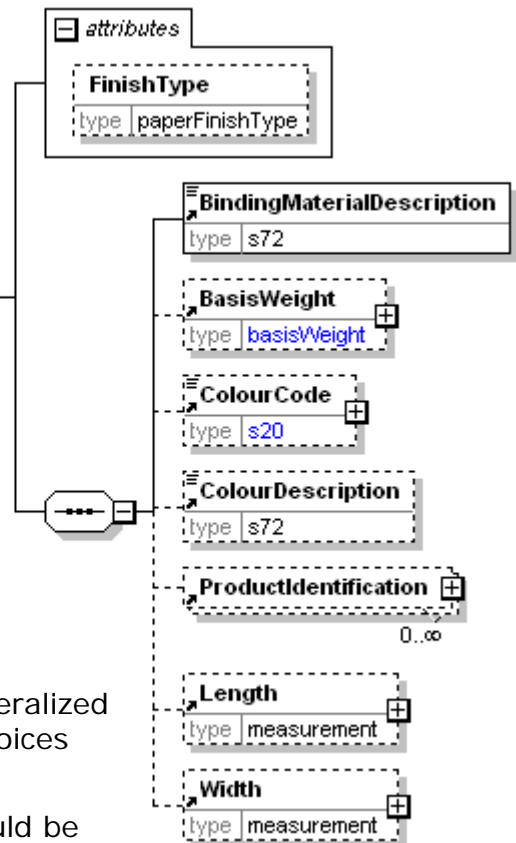 attributes
FinishType
type paperFinishType
BindingMaterialDescription
type s72
BasisWeight
type basisWeight
ColourCode
type s20
ColourDescription
type s72
ProductIdentification
0..∞
eralized
oices
Length
type measurement
Width
uld be
type measurement